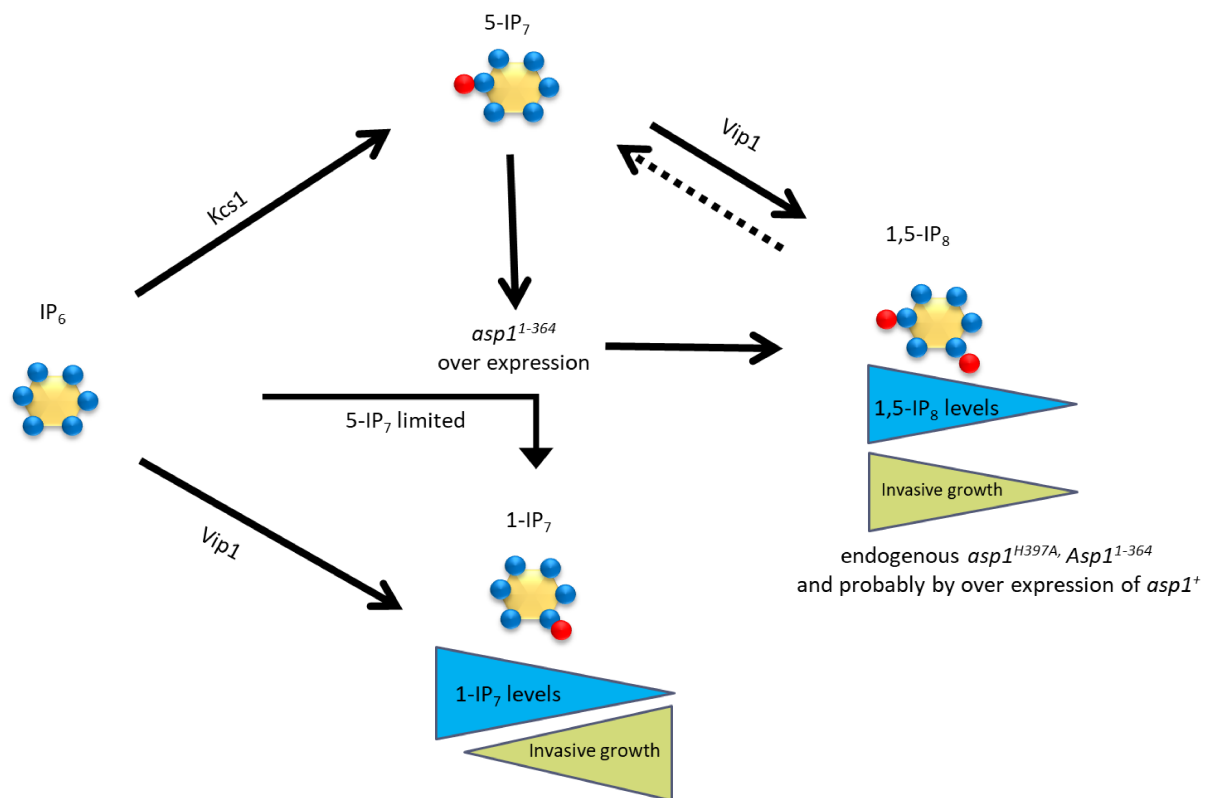 5-IP₇
Vip1
Kcs1
1,5-IP₈
IP₆
asp1¹⁻³⁶⁴
over expression
5-IP₇ limited
1,5-IP₈ levels
Invasive growth
Vip1
1-IP₇
endogenous asp1ᴴ³⁹⁷ᴬ, Asp1¹⁻³⁶⁴
and probably by over expression of asp1⁺
1-IP₇ levels
Invasive growth